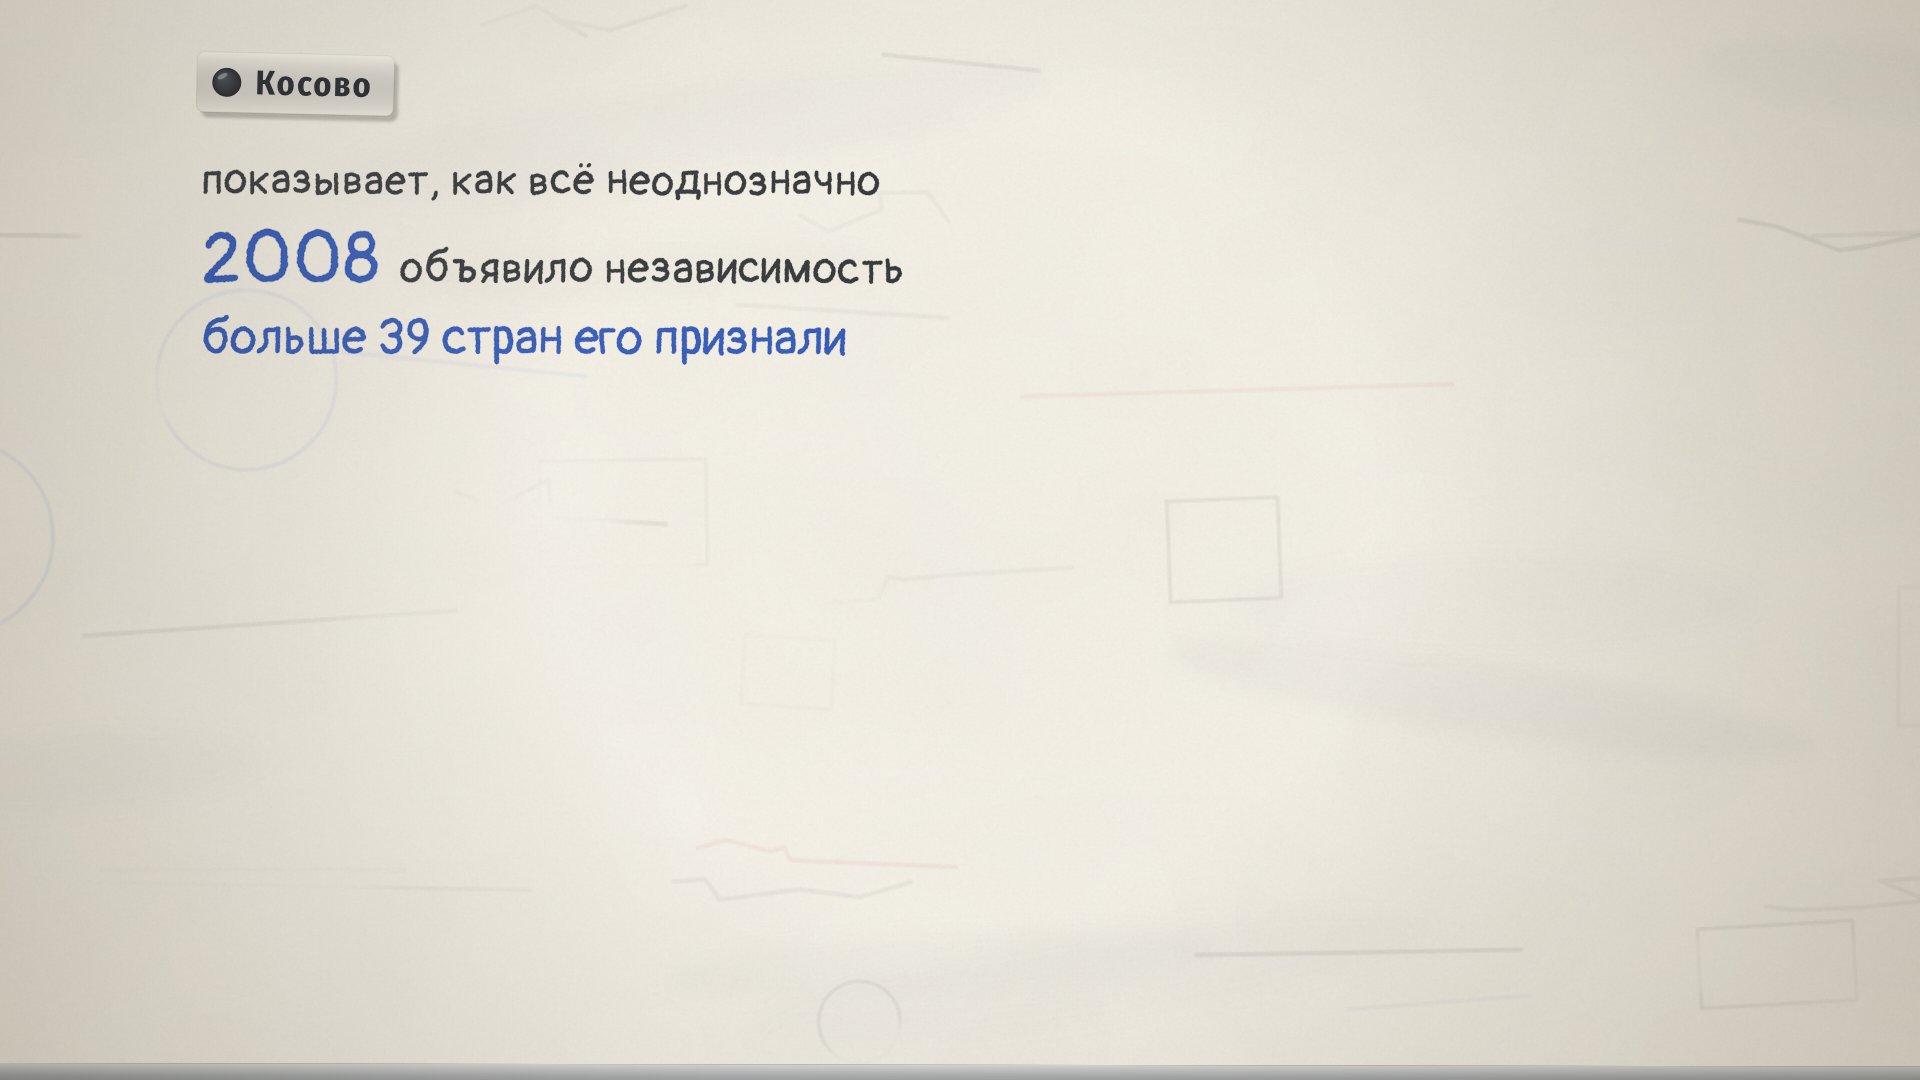 Косово
показывает, как всё неоднозначно
2008 объявило независимость
больше 39 стран его признали